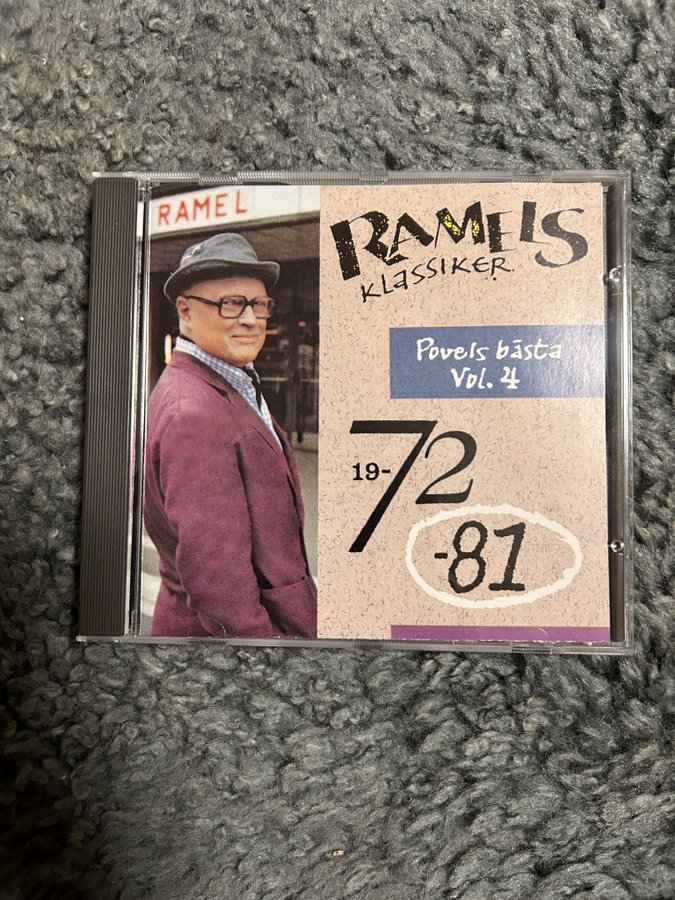 RAMEL
RAMELS
KLASSIKER
Povels bästa
Vol. 4
19-72
-81